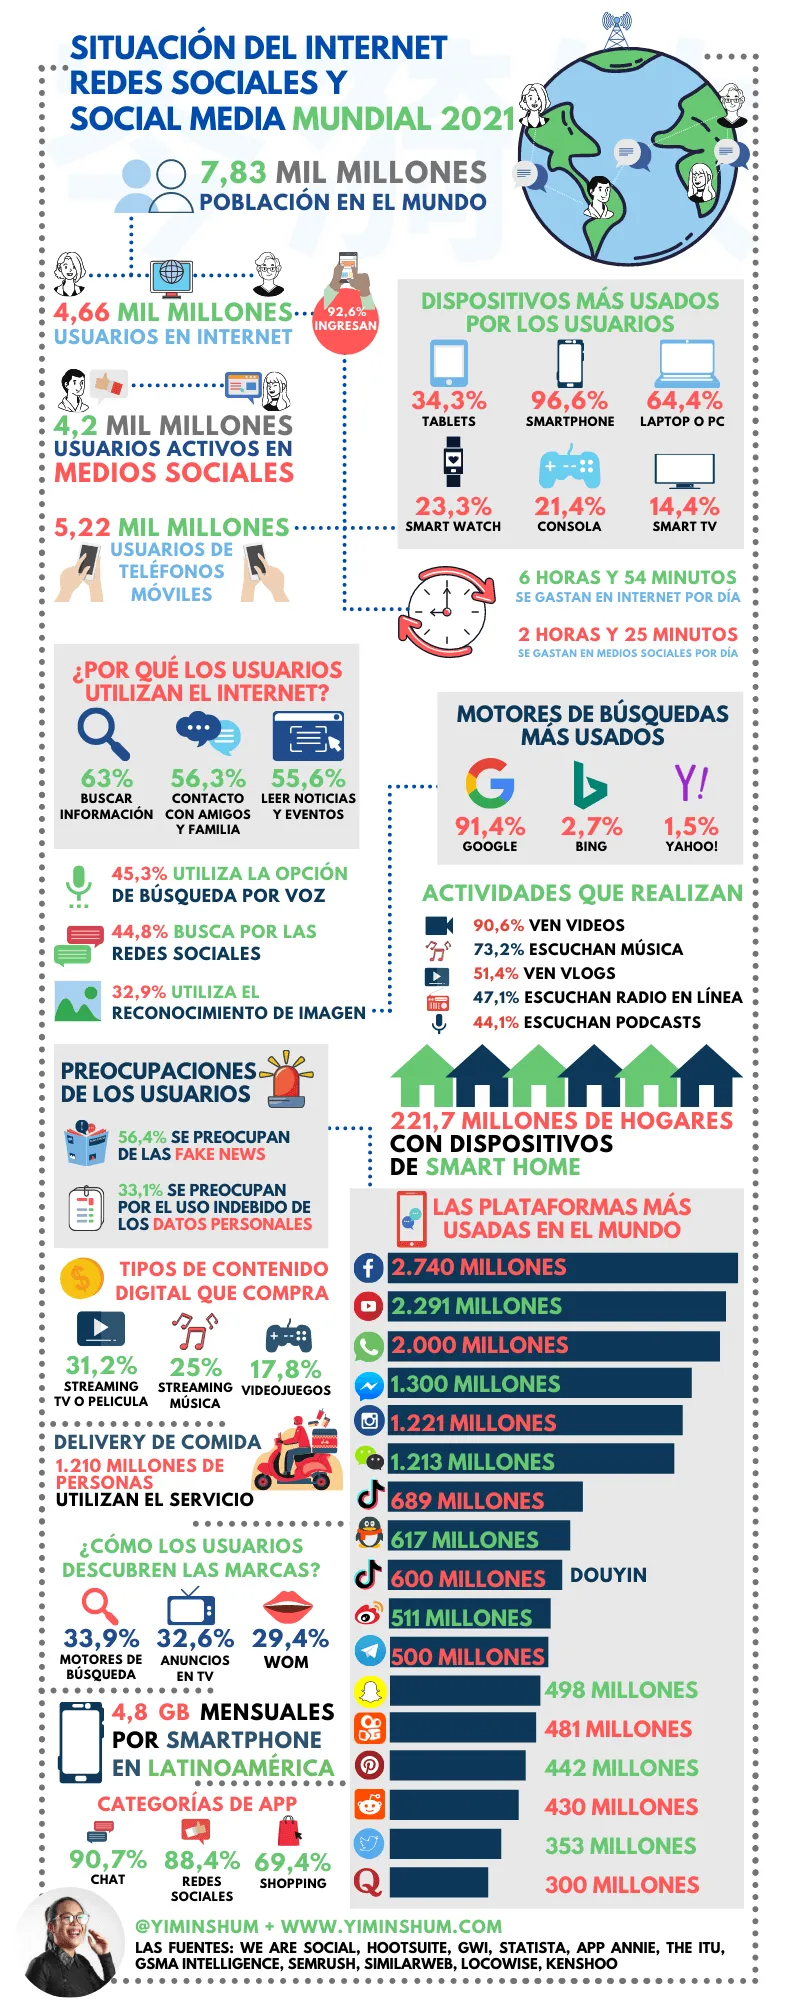 SITUACIÓN DEL INTERNET
REDES SOCIALES Y
SOCIAL MEDIA MUNDIAL 2021
7,83 MIL MILLONES
POBLACIÓN EN EL MUNDO
4,66 MIL MILLONES
USUARIOS EN INTERNET
92,6%
INGRESAN
4,2 MIL MILLONES
USUARIOS ACTIVOS EN
MEDIOS SOCIALES
5,22 MIL MILLONES
USUARIOS DE
TELÉFONOS
MÓVILES
DISPOSITIVOS MÁS USADOS
POR LOS USUARIOS
34,3%
TABLETS
96,6%
SMARTPHONE
64,4%
LAPTOP O PC
23,3%
SMART WATCH
21,4%
CONSOLA
14,4%
SMART TV
6 HORAS Y 54 MINUTOS
SE GASTAN EN INTERNET POR DÍA
2 HORAS Y 25 MINUTOS
SE GASTAN EN MEDIOS SOCIALES POR DÍA
¿POR QUÉ LOS USUARIOS
UTILIZAN EL INTERNET?
63%
BUSCAR
INFORMACIÓN
56,3%
CONTACTO
CON AMIGOS
Y FAMILIA
55,6%
LEER NOTICIAS
Y EVENTOS
MOTORES DE BÚSQUEDAS
MÁS USADOS
Y!
91,4%
GOOGLE
2,7%
BING
1,5%
YAHOO!
45,3% UTILIZA LA OPCIÓN
DE BÚSQUEDA POR VOZ
44,8% BUSCA POR LAS
REDES SOCIALES
32,9% UTILIZA EL
RECONOCIMIENTO DE IMAGEN
ACTIVIDADES QUE REALIZAN
90,6% VEN VIDEOS
73,2% ESCUCHAN MÚSICA
51,4% VEN VLOGS
47,1% ESCUCHAN RADIO EN LÍNEA
44,1% ESCUCHAN PODCASTS
PREOCUPACIONES
DE LOS USUARIOS
56,4% SE PREOCUPAN
DE LAS FAKE NEWS
33,1% SE PREOCUPAN
POR EL USO INDEBIDO DE
LOS DATOS PERSONALES
221,7 MILLONES DE HOGARES
CON DISPOSITIVOS
DE SMART HOME
TIPOS DE CONTENIDO
DIGITAL QUE COMPRA
31,2%
STREAMING
TV O PELICULA
25%
STREAMING
MÚSICA
17,8%
VIDEOJUEGOS
DELIVERY DE COMIDA
1.210 MILLONES DE
PERSONAS
UTILIZAN EL SERVICIO
¿CÓMO LOS USUARIOS
DESCUBREN LAS MARCAS?
33,9%
MOTORES DE
BÚSQUEDA
32,6%
ANUNCIOS
EN TV
29,4%
WOM
4,8 GB MENSUALES
POR SMARTPHONE
EN LATINOAMÉRICA
CATEGORÍAS DE APP
90,7%
CHAT
88,4%
REDES
SOCIALES
69,4%
SHOPPING
LAS PLATAFORMAS MÁS
USADAS EN EL MUNDO
2.740 MILLONES
2.291 MILLONES
2.000 MILLONES
1.300 MILLONES
1.221 MILLONES
1.213 MILLONES
689 MILLONES
617 MILLONES
600 MILLONES DOUYIN
511 MILLONES
500 MILLONES
498 MILLONES
481 MILLONES
442 MILLONES
430 MILLONES
353 MILLONES
300 MILLONES
@YIMINSHUM + WWW.YIMINSHUM.COM
LAS FUENTES: WE ARE SOCIAL, HOOTSUITE, GWI, STATISTA, APP ANNIE, THE ITU,
GSMA INTELLIGENCE, SEMRUSH, SIMILARWEB, LOCOWISE, KENSHOO